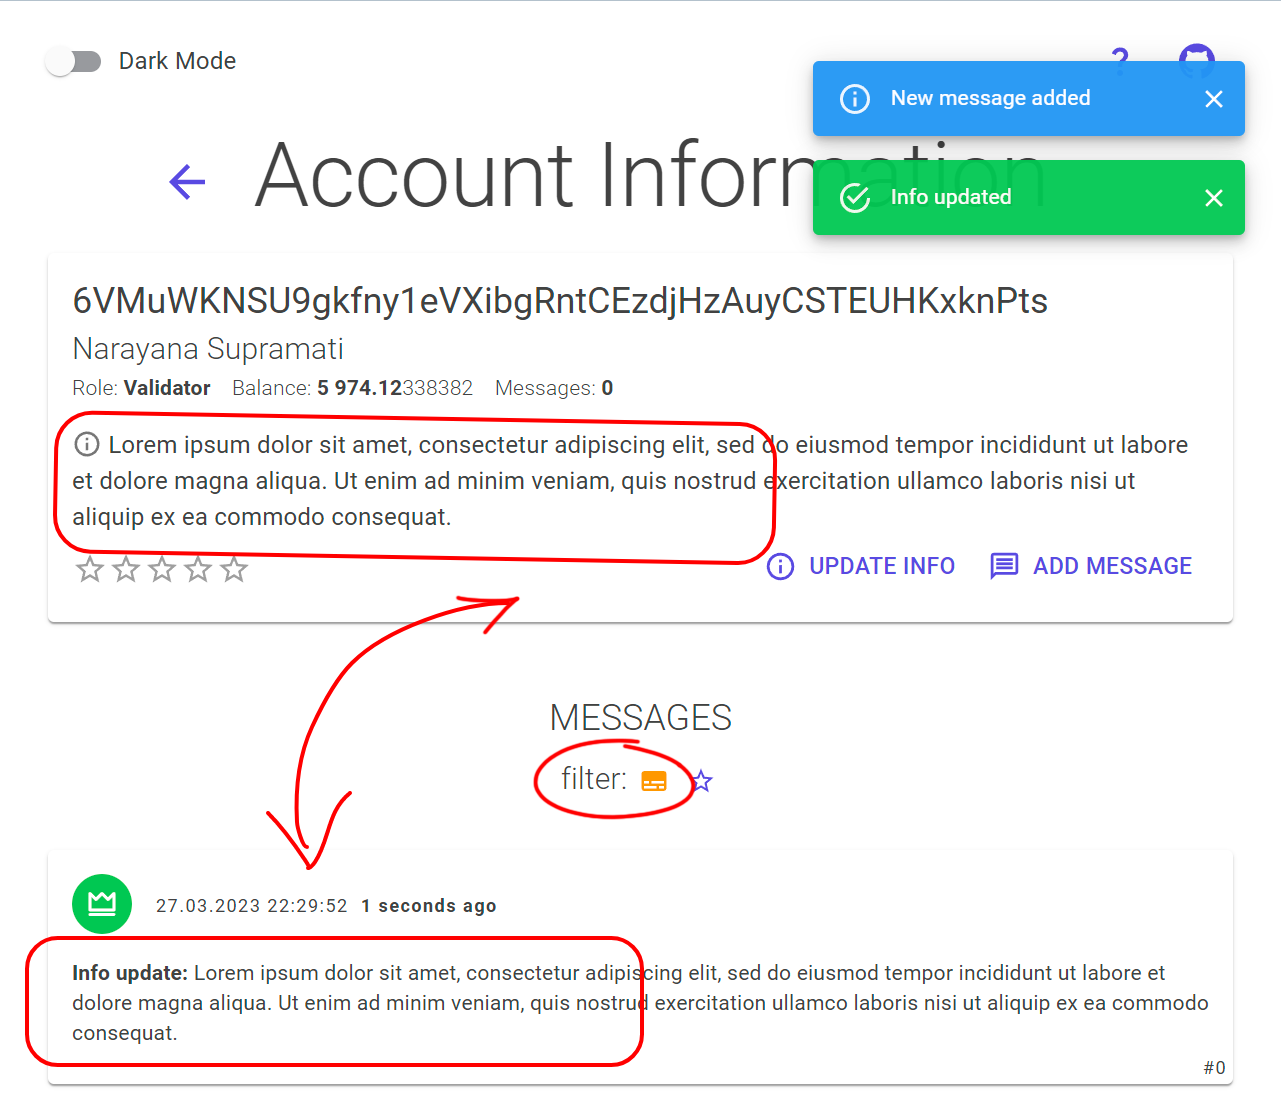 Dark Mode
?
New message added
Account Information
Info updated
6VMuWKNSU9gkfny1eVXibgRntCEzdjHzAuyCSTEUHKxknPts
Narayana Supramati
Role: Validator Balance: 5 974.12338382 Messages: 0
Lorem ipsum dolor sit amet, consectetur adipiscing elit, sed do eiusmod tempor incididunt ut labore
et dolore magna aliqua. Ut enim ad minim veniam, quis nostrud exercitation ullamco laboris nisi ut
aliquip ex ea commodo consequat.
UPDATE INFO ADD MESSAGE
MESSAGES
filter:
27.03.2023 22:29:52 1 seconds ago
Info update: Lorem ipsum dolor sit amet, consectetur adipiscing elit, sed do eiusmod tempor incididunt ut labore et
dolore magna aliqua. Ut enim ad minim veniam, quis nostrud exercitation ullamco laboris nisi ut aliquip ex ea commodo
consequat.
#0